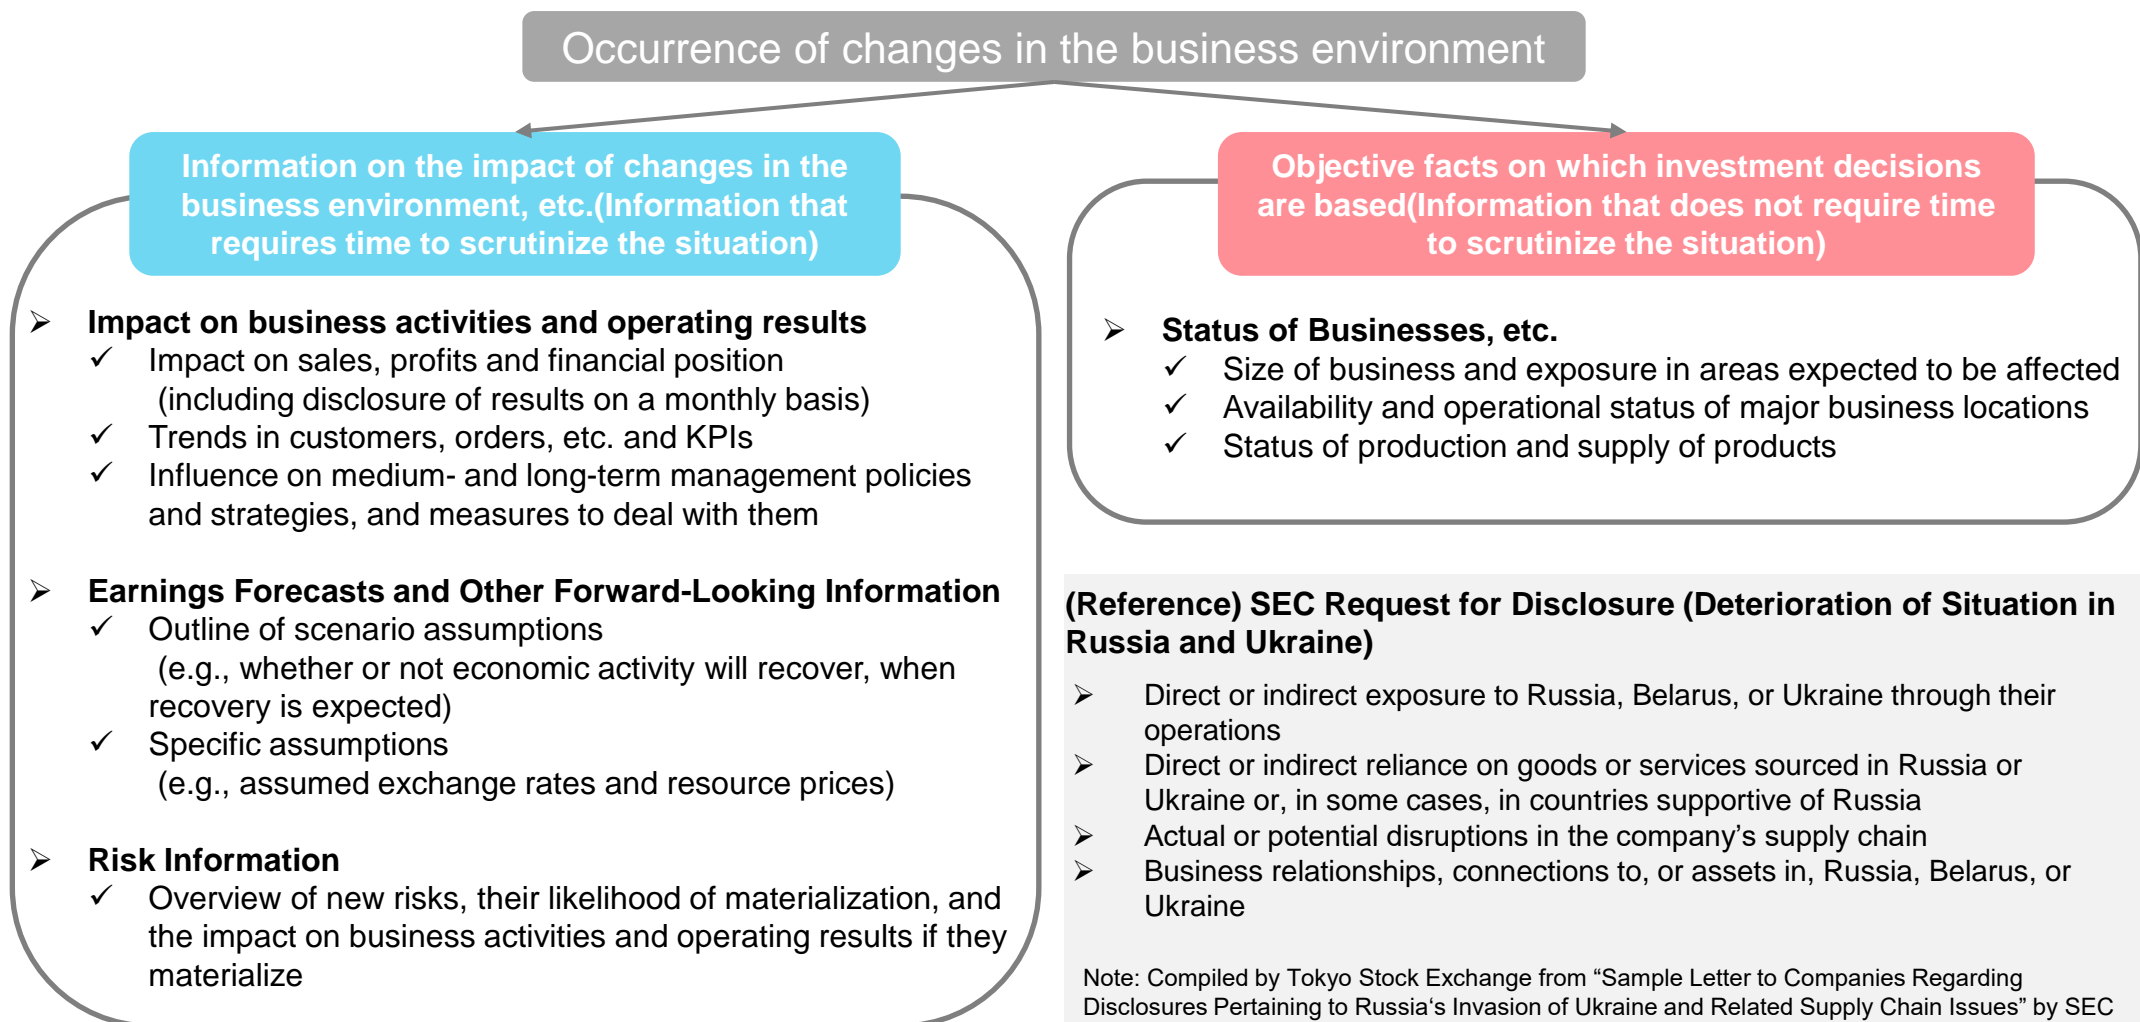 Occurrence of changes in the business environment
Information on the impact of changes in the
business environment, etc.(Information that
requires time to scrutinize the situation)
➢ Impact on business activities and operating results
✓ Impact on sales, profits and financial position
(including disclosure of results on a monthly basis)
✓ Trends in customers, orders, etc. and KPIs
✓ Influence on medium- and long-term management policies
and strategies, and measures to deal with them
➢ Earnings Forecasts and Other Forward-Looking Information
✓ Outline of scenario assumptions
(e.g., whether or not economic activity will recover, when
recovery is expected)
✓ Specific assumptions
(e.g., assumed exchange rates and resource prices)
➢ Risk Information
✓ Overview of new risks, their likelihood of materialization, and
the impact on business activities and operating results if they
materialize
Objective facts on which investment decisions
are based(Information that does not require time
to scrutinize the situation)
➢ Status of Businesses, etc.
✓ Size of business and exposure in areas expected to be affected
✓ Availability and operational status of major business locations
✓ Status of production and supply of products
(Reference) SEC Request for Disclosure (Deterioration of Situation in
Russia and Ukraine)
➢ Direct or indirect exposure to Russia, Belarus, or Ukraine through their
operations
➢ Direct or indirect reliance on goods or services sourced in Russia or
Ukraine or, in some cases, in countries supportive of Russia
➢ Actual or potential disruptions in the company’s supply chain
➢ Business relationships, connections to, or assets in, Russia, Belarus, or
Ukraine
Note: Compiled by Tokyo Stock Exchange from “Sample Letter to Companies Regarding
Disclosures Pertaining to Russia‘s Invasion of Ukraine and Related Supply Chain Issues” by SEC